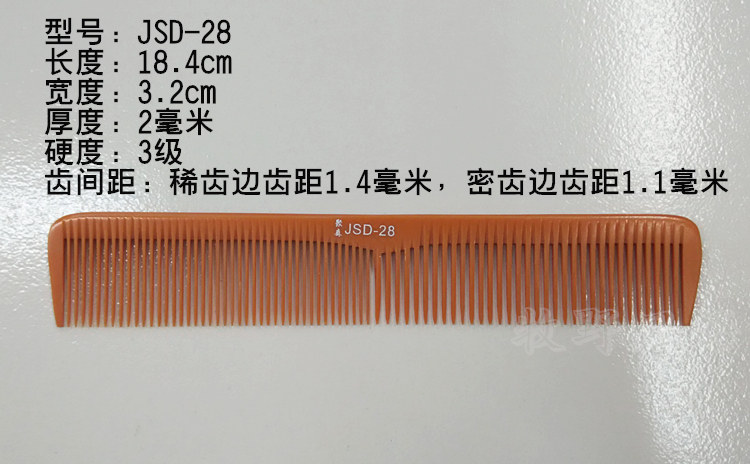 型号：JSD-28
长度：18.4cm
宽度：3.2cm
厚度：2毫米
硬度：3级
齿间距：稀齿边齿距1.4毫米，密齿边齿距1.1毫米
JSD-28
牧野